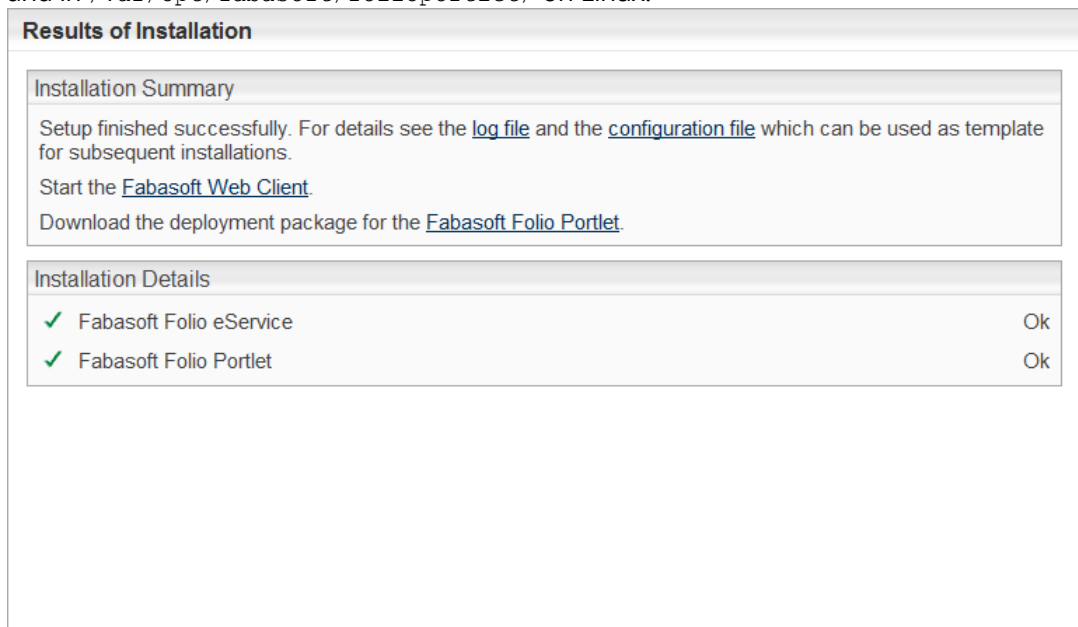 Results of Installation
Installation Summary
Setup finished successfully. For details see the log file and the configuration file which can be used as template
for subsequent installations.
Start the Fabasoft Web Client.
Download the deployment package for the Fabasoft Folio Portlet.
Installation Details
Fabasoft Folio eService Ok
Fabasoft Folio Portlet Ok